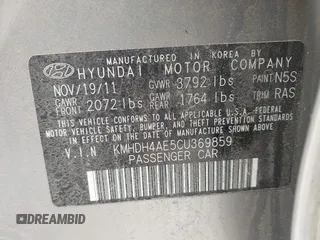 MANUFACTURED IN KOREA BY
HYUNDAI MOTOR COMPANY
NOV/19/11 GVWR 3792 lbs PAINT N5S
GAWR FRONT 2072 lbs GAWR REAR 1764 lbs TRIM RAS
THIS VEHICLE CONFORMS TO ALL APPLICABLE U.S.A. FEDERAL
MOTOR VEHICLE SAFETY, BUMPER, AND THEFT PREVENTION
STANDARDS IN EFFECT ON THE DATE OF MANUFACTURE SHOWN ABOVE.
V.I.N KMHDH4AE5CU369859
PASSENGER CAR
DREAMBID